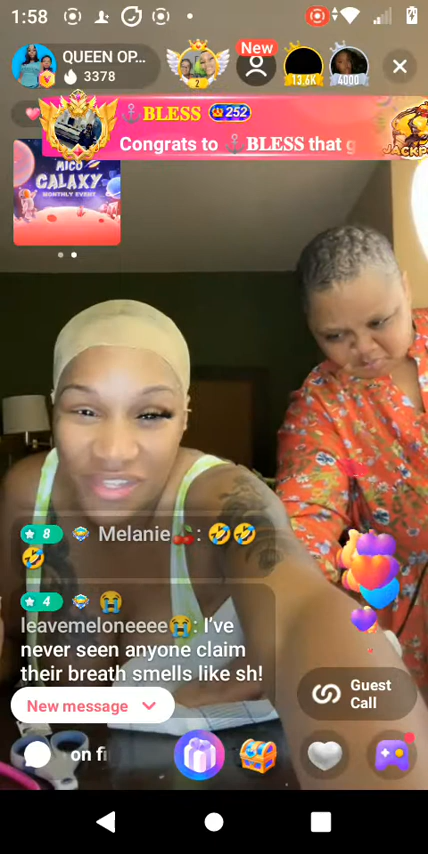 1:58
QUEEN OP...
3378
2
New
13.6K
4000
⚓BLESS 252
Congrats to ⚓BLESS that g
JACKP
MICO
GALAXY
MONTHLY EVENT
8 Melanie🍒: 🤣🤣
🤣
4 😭
leavemeloneeee😭: I've
never seen anyone claim
their breath smells like sh!
New message
Guest
Call
on fi